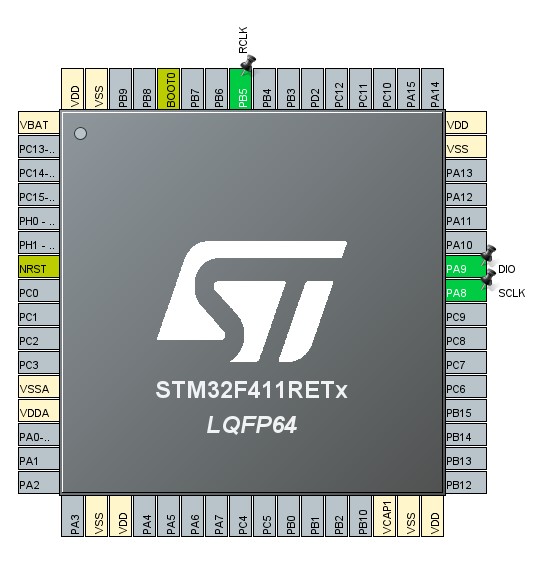 RCLK
VDD
VSS
PB9
PB8
BOOT0
PB7
PB6
PB5
PB4
PB3
PD2
PC12
PC11
PC10
PA15
PA14
VBAT
PC13-..
PC14-..
PC15-..
PH0 - ..
PH1 - ..
NRST
PC0
PC1
PC2
PC3
VSSA
VDDA
PA0-..
PA1
PA2
ST
STM32F411RETx
LQFP64
VDD
VSS
PA13
PA12
PA11
PA10
PA9 DIO
PA8 SCLK
PC9
PC8
PC7
PC6
PB15
PB14
PB13
PB12
PA3
VSS
VDD
PA4
PA5
PA6
PA7
PC4
PC5
PB0
PB1
PB2
PB10
VCAP1
VSS
VDD